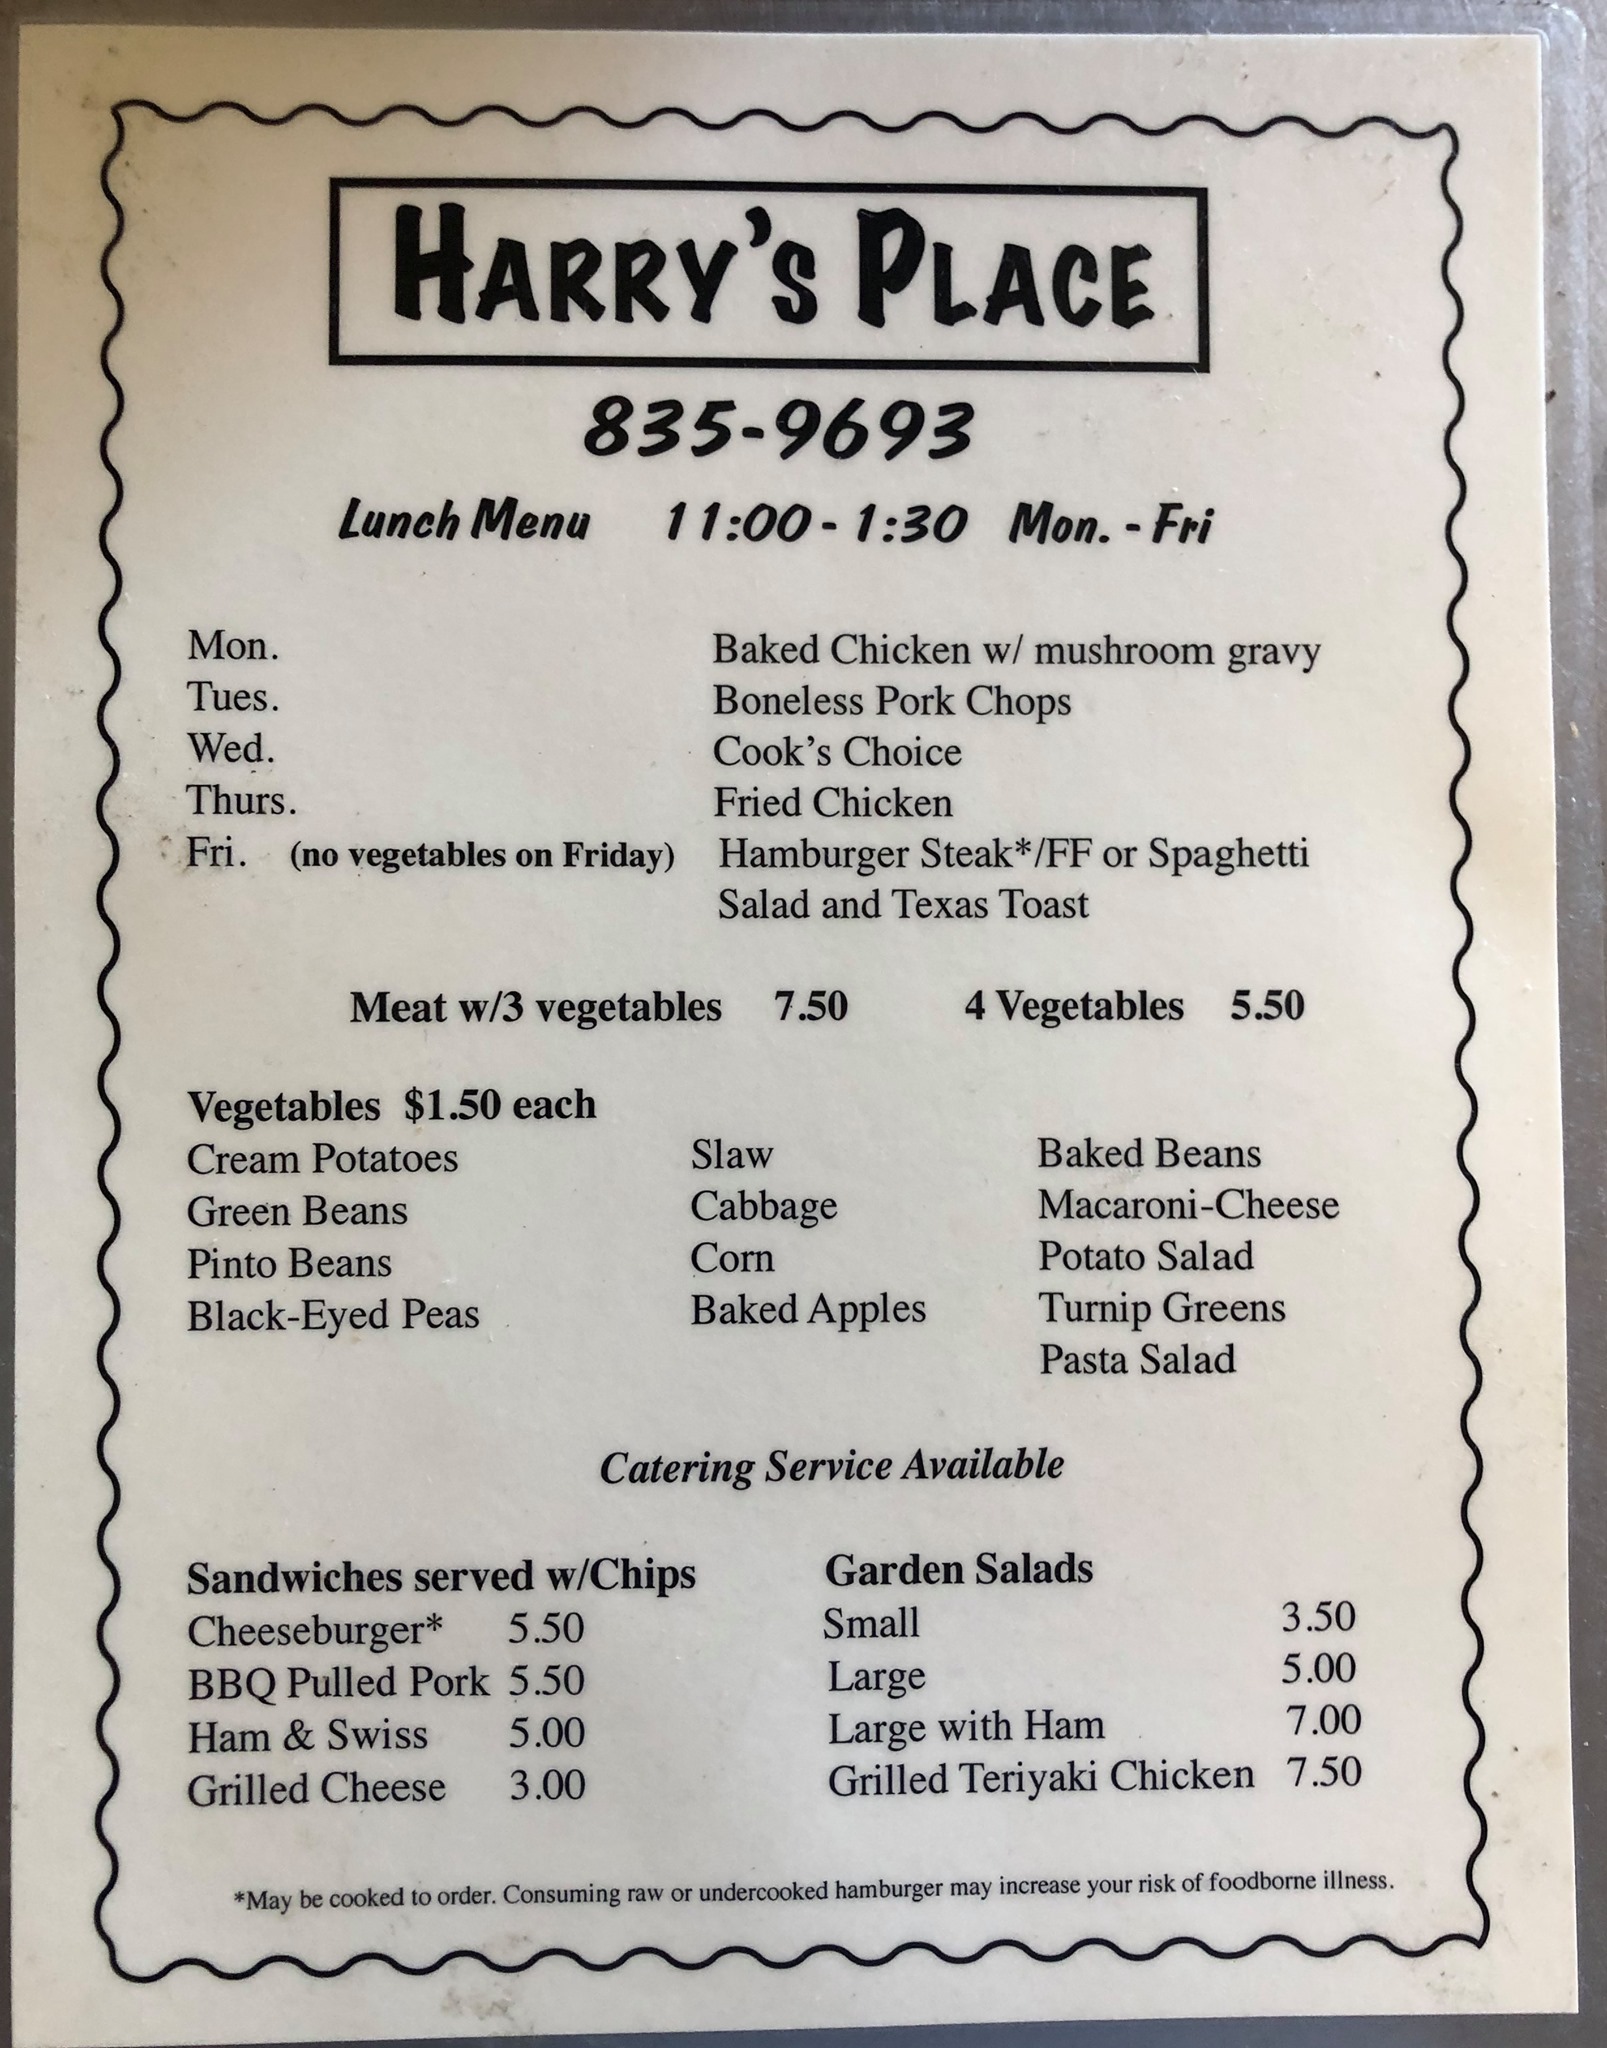 HARRY'S PLACE
835-9693
Lunch Menu 11:00 - 1:30 Mon. - Fri
Mon. Baked Chicken w/ mushroom gravy
Tues. Boneless Pork Chops
Wed. Cook's Choice
Thurs. Fried Chicken
Fri. (no vegetables on Friday) Hamburger Steak*/FF or Spaghetti
Salad and Texas Toast
Meat w/3 vegetables 7.50 4 Vegetables 5.50
Vegetables $1.50 each
Cream Potatoes Slaw Baked Beans
Green Beans Cabbage Macaroni-Cheese
Pinto Beans Corn Potato Salad
Black-Eyed Peas Baked Apples Turnip Greens
Pasta Salad
Catering Service Available
Sandwiches served w/Chips
Cheeseburger* 5.50
BBQ Pulled Pork 5.50
Ham & Swiss 5.00
Grilled Cheese 3.00
Garden Salads
Small 3.50
Large 5.00
Large with Ham 7.00
Grilled Teriyaki Chicken 7.50
*May be cooked to order. Consuming raw or undercooked hamburger may increase your risk of foodborne illness.